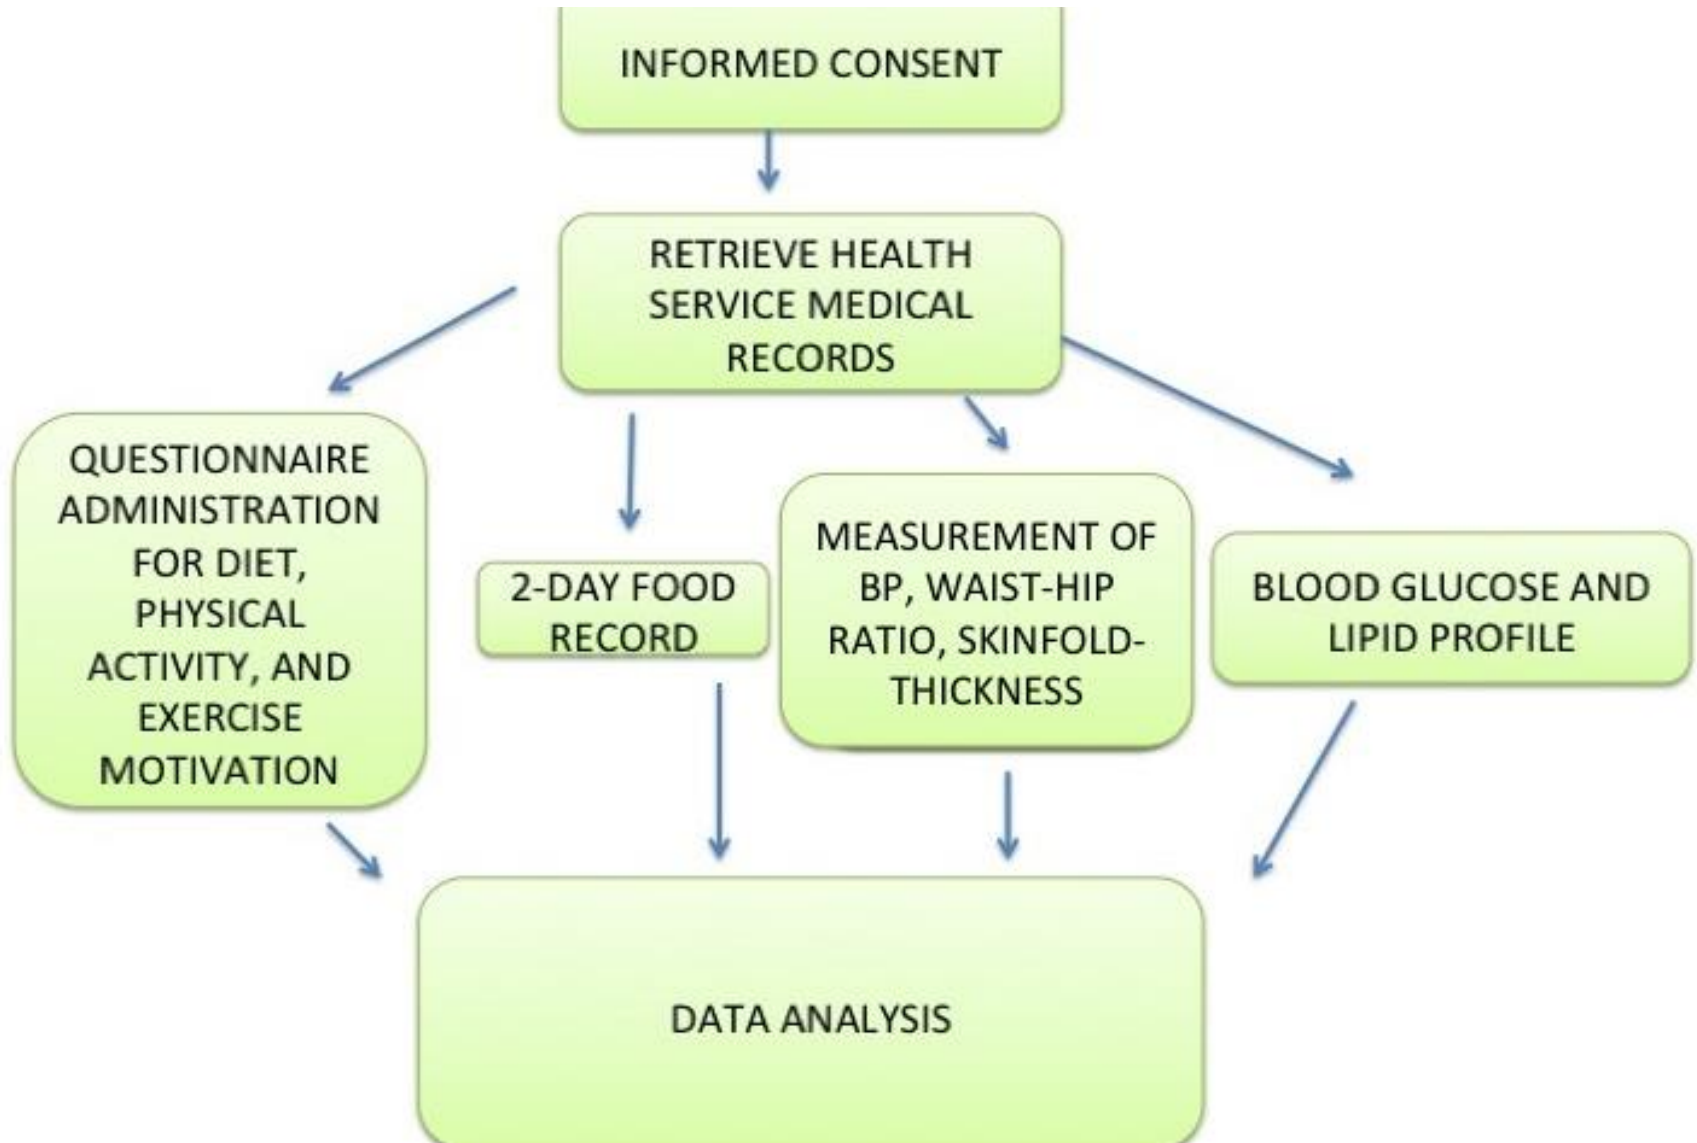 INFORMED CONSENT
RETRIEVE HEALTH
SERVICE MEDICAL
RECORDS
QUESTIONNAIRE
ADMINISTRATION
FOR DIET,
PHYSICAL
ACTIVITY, AND
EXERCISE
MOTIVATION
2-DAY FOOD
RECORD
MEASUREMENT OF
BP, WAIST-HIP
RATIO, SKINFOLD-
THICKNESS
BLOOD GLUCOSE AND
LIPID PROFILE
DATA ANALYSIS